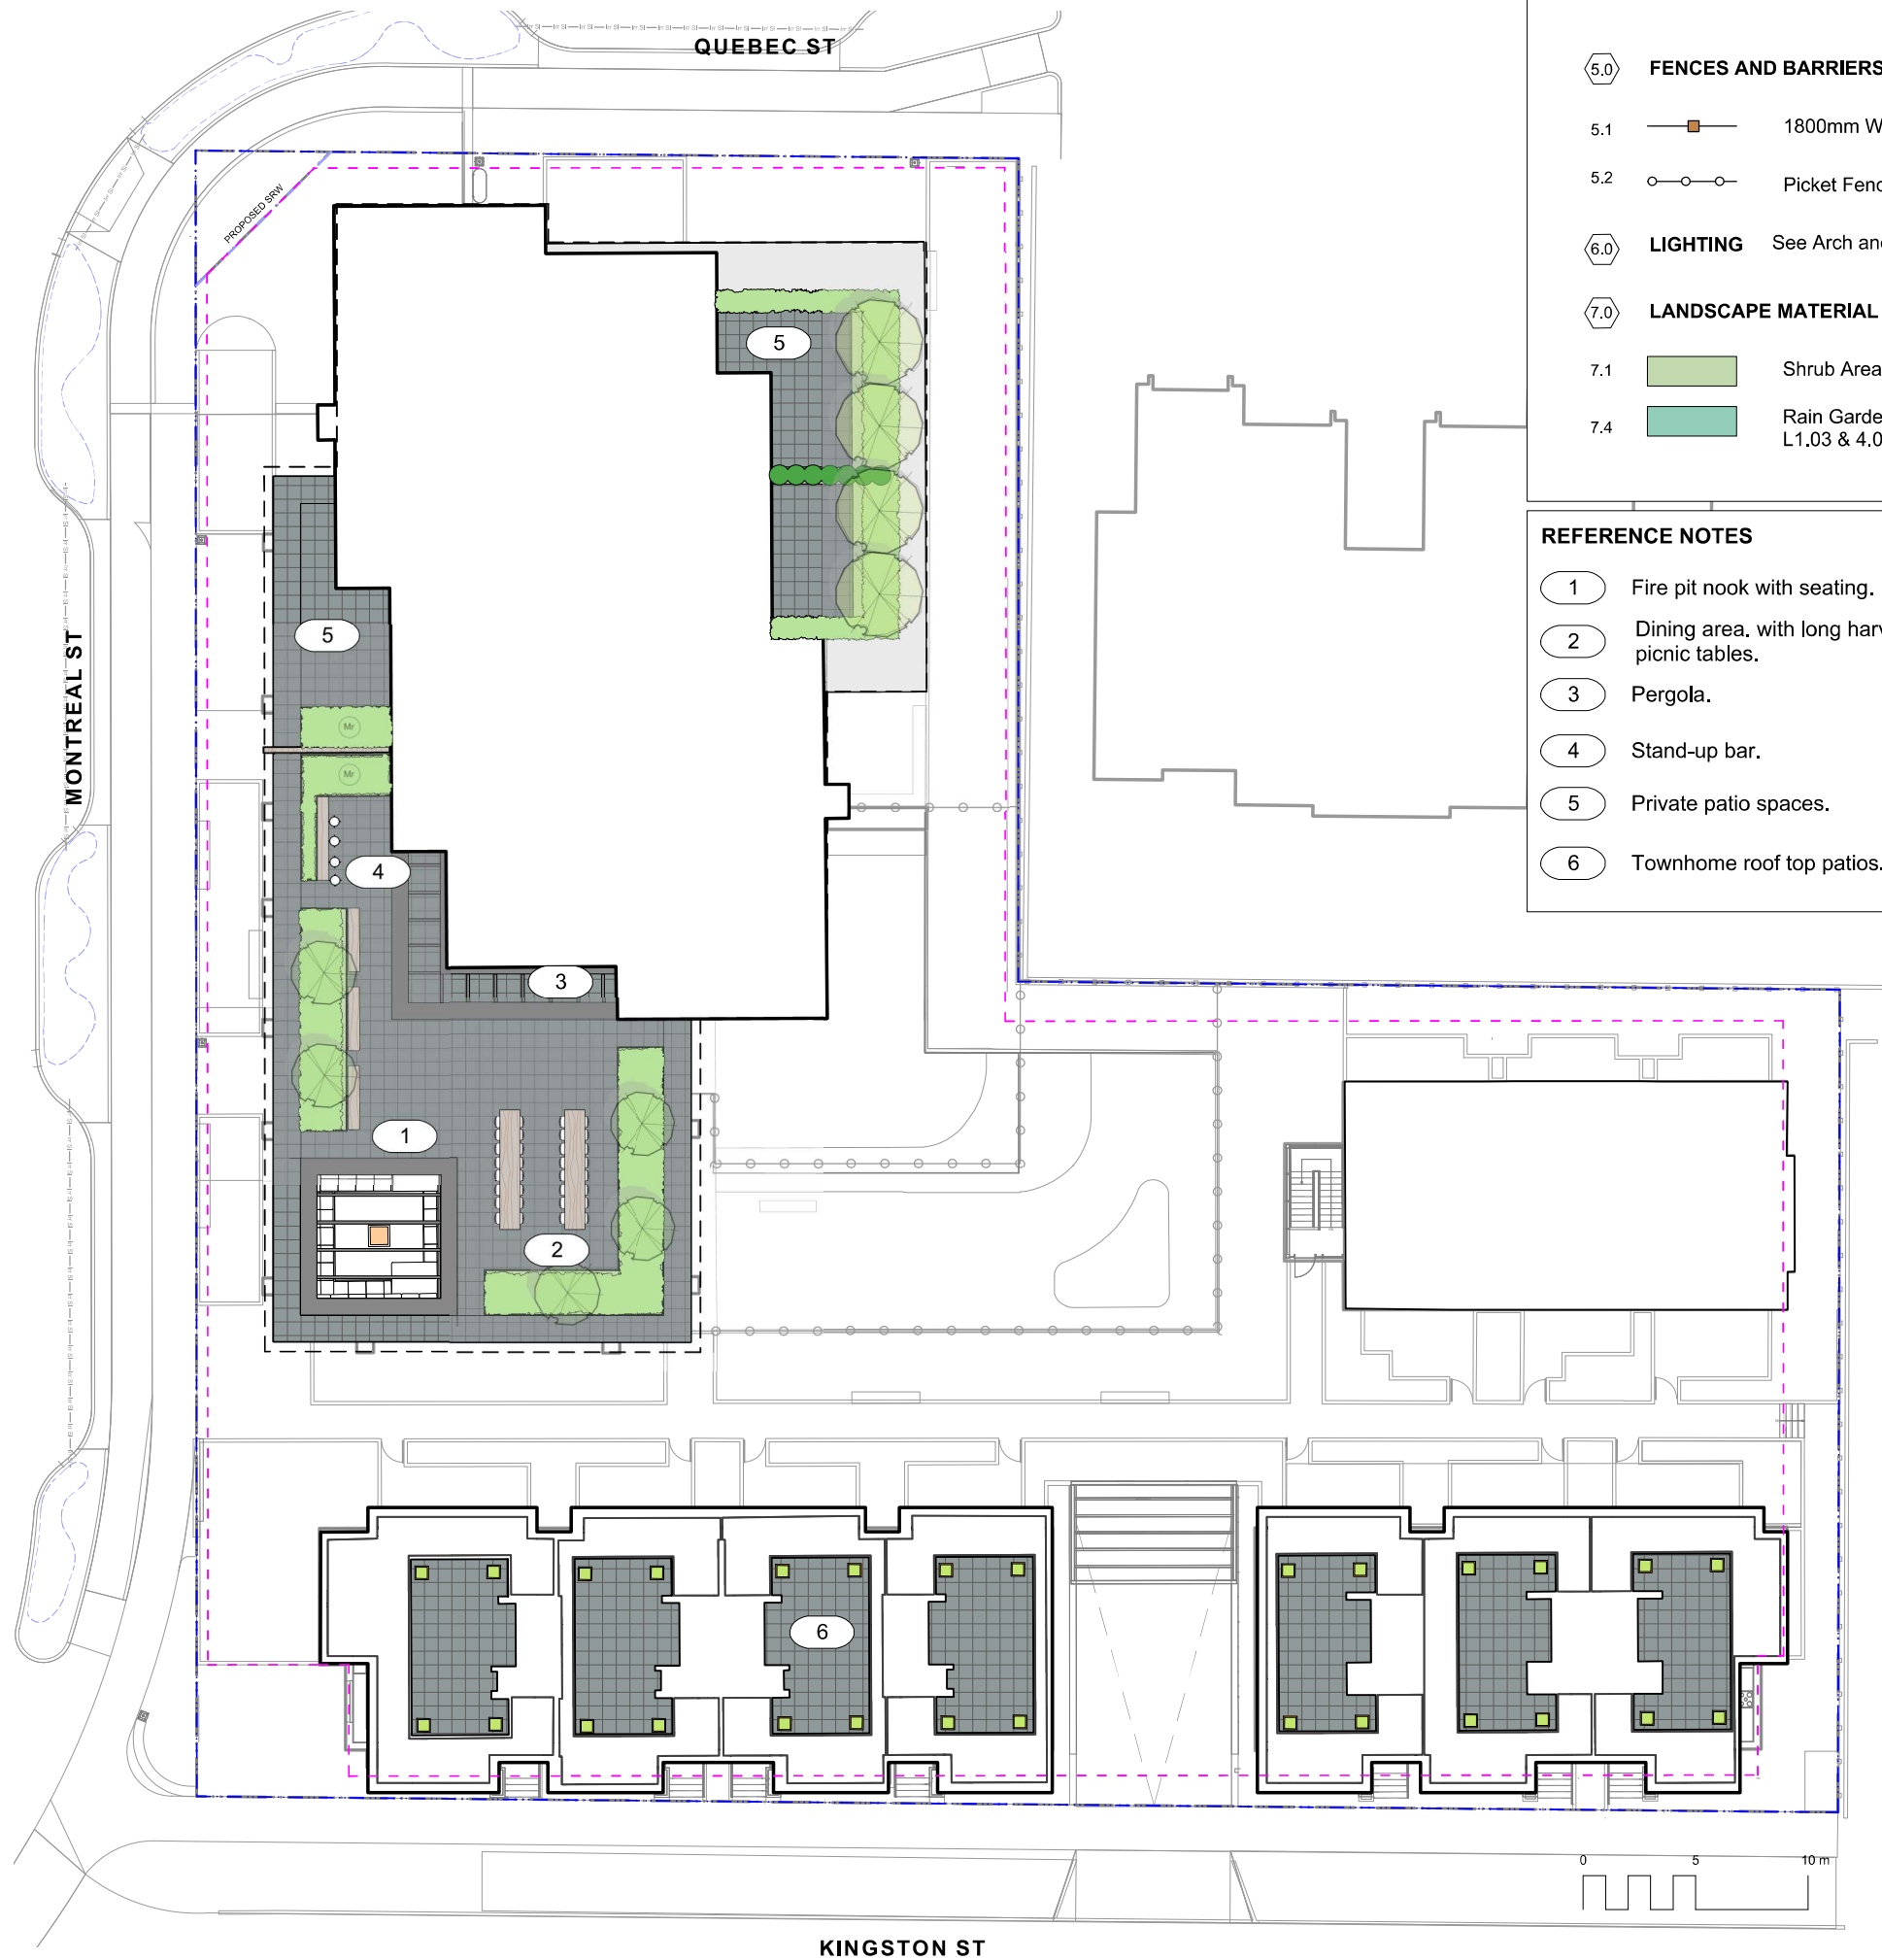 QUEBEC ST
PROPOSED SRW
MONTREAL ST
5
5
Mr
Mr
4
3
1
2
6
KINGSTON ST
0 5 10 m
5.0 FENCES AND BARRIERS
5.1 1800mm W
5.2 Picket Fenc
6.0 LIGHTING See Arch and
7.0 LANDSCAPE MATERIAL
7.1 Shrub Area
7.4 Rain Garde
L1.03 & 4.0
REFERENCE NOTES
1 Fire pit nook with seating.
2 Dining area. with long harv
picnic tables.
3 Pergola.
4 Stand-up bar.
5 Private patio spaces.
6 Townhome roof top patios.